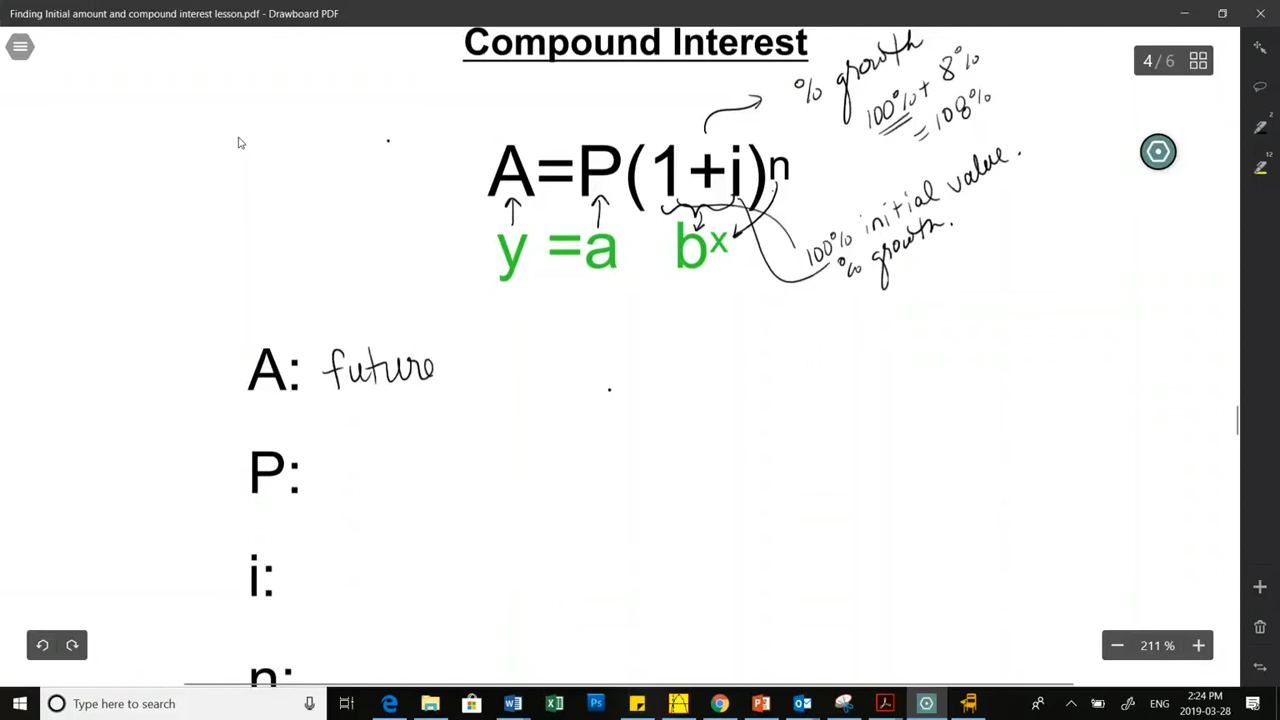 Finding Initial amount and compound interest lesson.pdf - Drawboard PDF
Compound Interest
4 / 6
% growth
100% + 8%
= 108%
A=P(1+i)n
y =a bx
100% initial value.
% growth.
A: future
P:
i:
n:
211 %
Type here to search
ENG
2:24 PM
2019-03-28